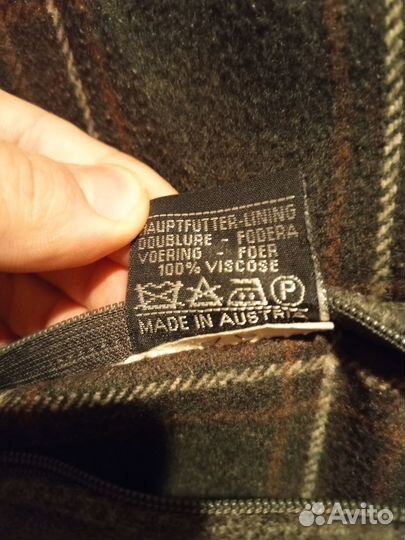 HAUPTFUTTER-LINING
DOUBLURE - FODERA
VOERING - FOER
100% VISCOSE
P
MADE IN AUSTRIA
Avito